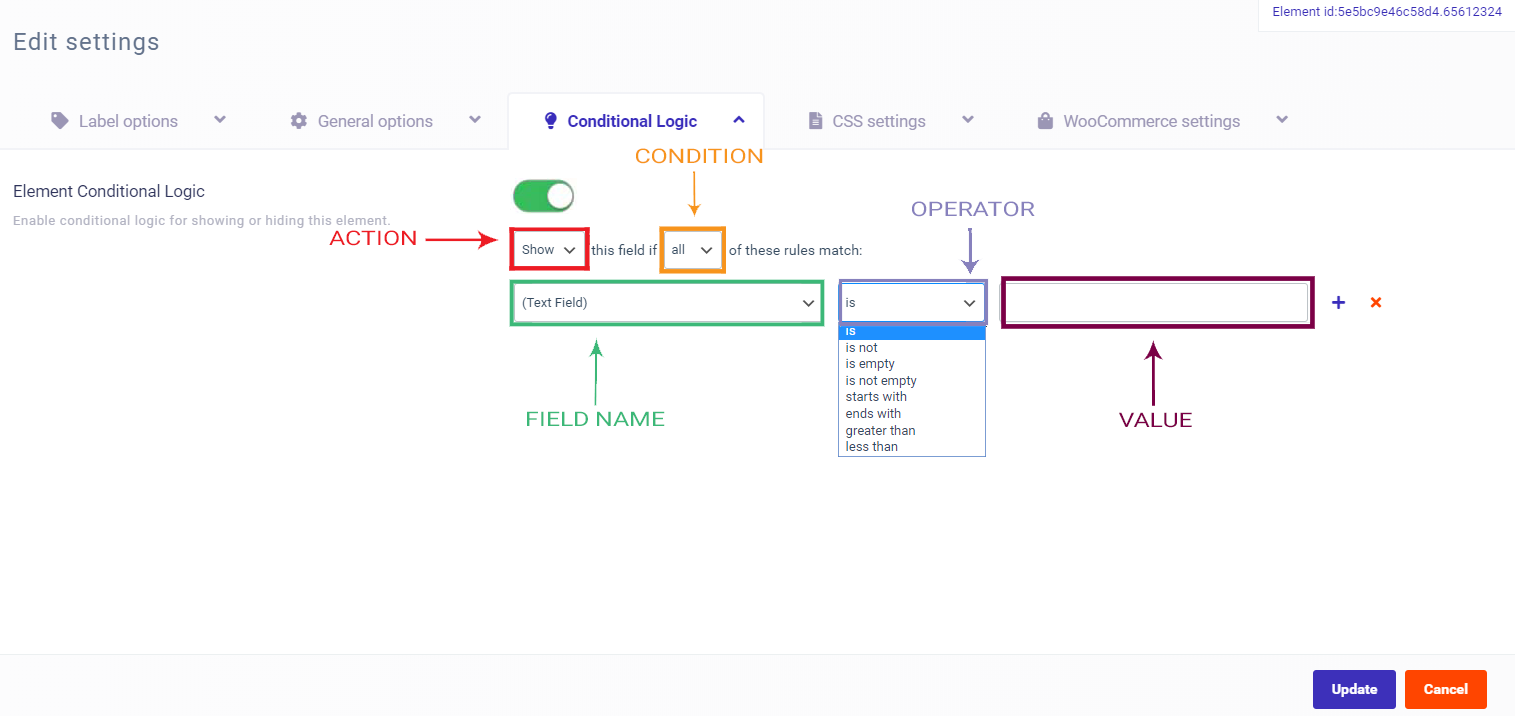 Element id:5e5bc9e46c58d4.65612324
Edit settings
Label options
General options
Conditional Logic
CSS settings
WooCommerce settings
CONDITION
Element Conditional Logic
Enable conditional logic for showing or hiding this element.
OPERATOR
ACTION
Show this field if all of these rules match:
(Text Field)
is
is
is not
is empty
is not empty
starts with
ends with
greater than
less than
FIELD NAME
VALUE
Update
Cancel